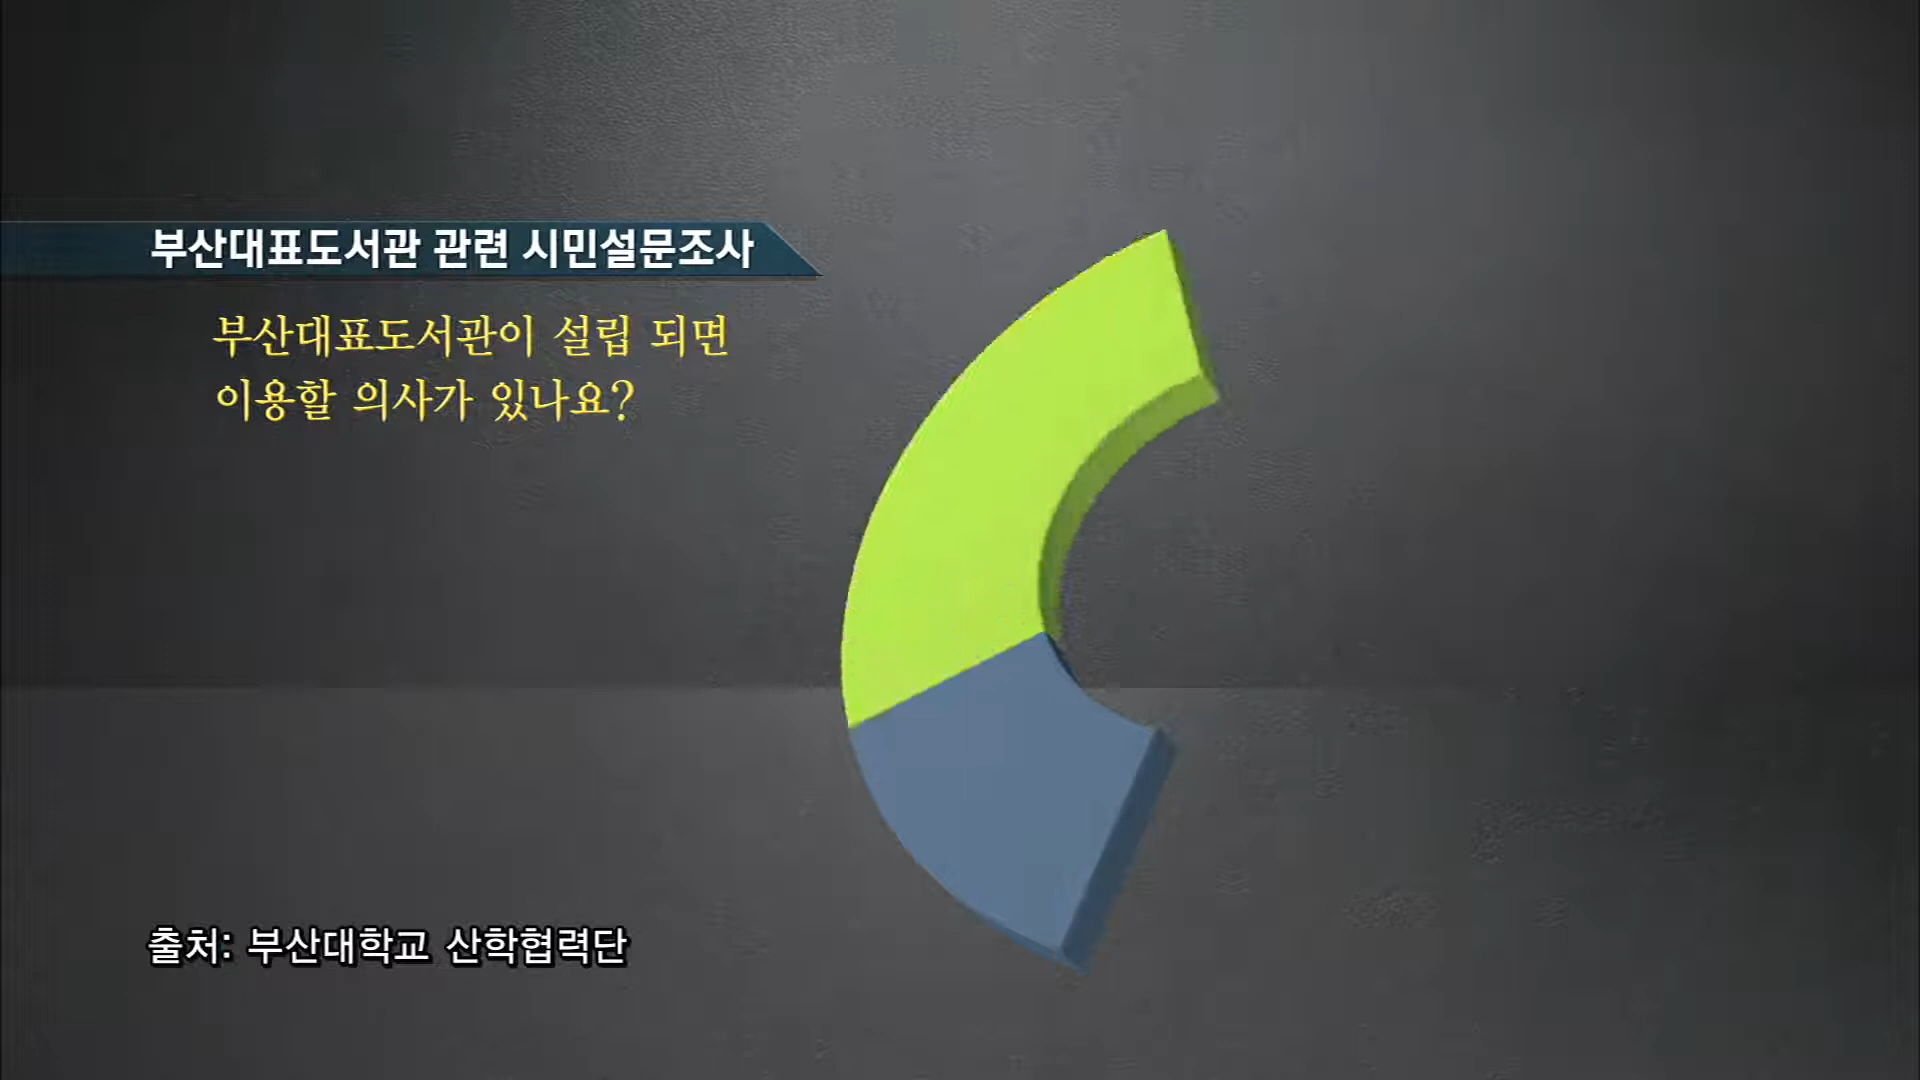 부산대표도서관 관련 시민설문조사
부산대표도서관이 설립 되면
이용할 의사가 있나요?
출처: 부산대학교 산학협력단